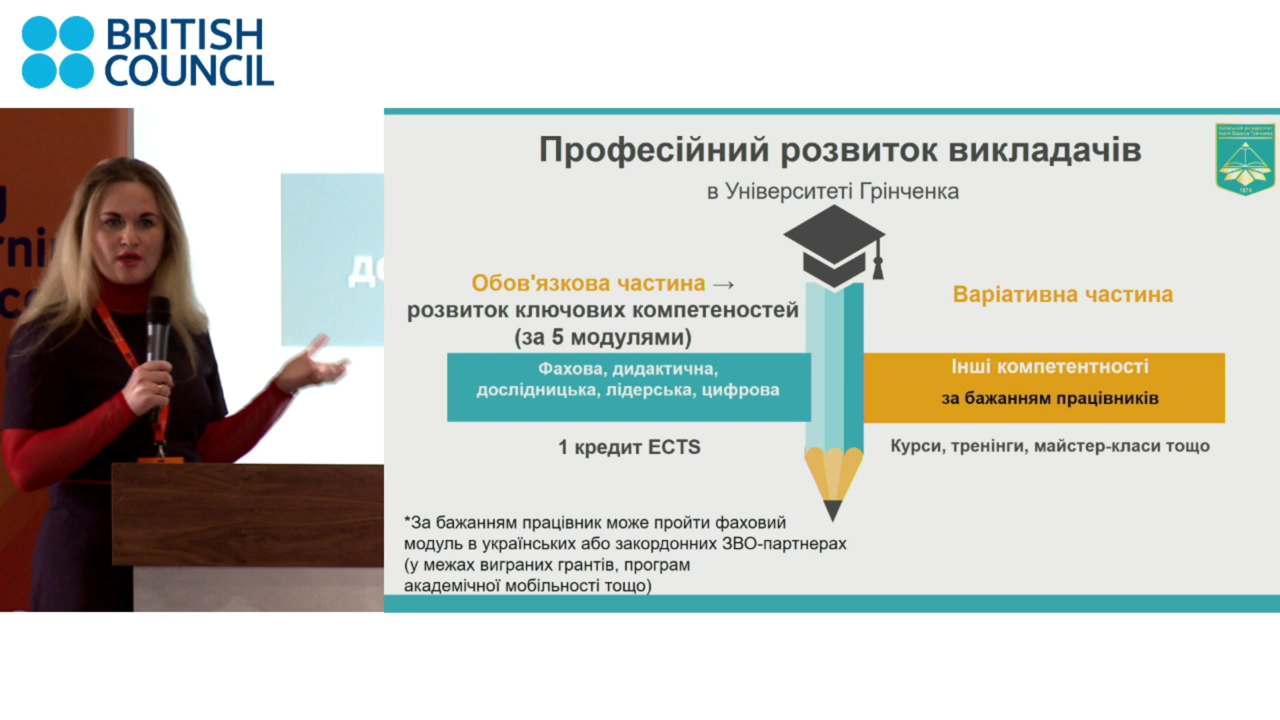 BRITISH
COUNCIL
Професійний розвиток викладачів
в Університеті Грінченка
Обов'язкова частина →
розвиток ключових компетеностей
(за 5 модулями)
Фахова, дидактична,
дослідницька, лідерська, цифрова
1 кредит ECTS
Варіативна частина
Інші компетентності
за бажанням працівників
Курси, тренінги, майстер-класи тощо
*За бажанням працівник може пройти фаховий
модуль в українських або закордонних ЗВО-партнерах
(у межах виграних грантів, програм
академічної мобільності тощо)
1874